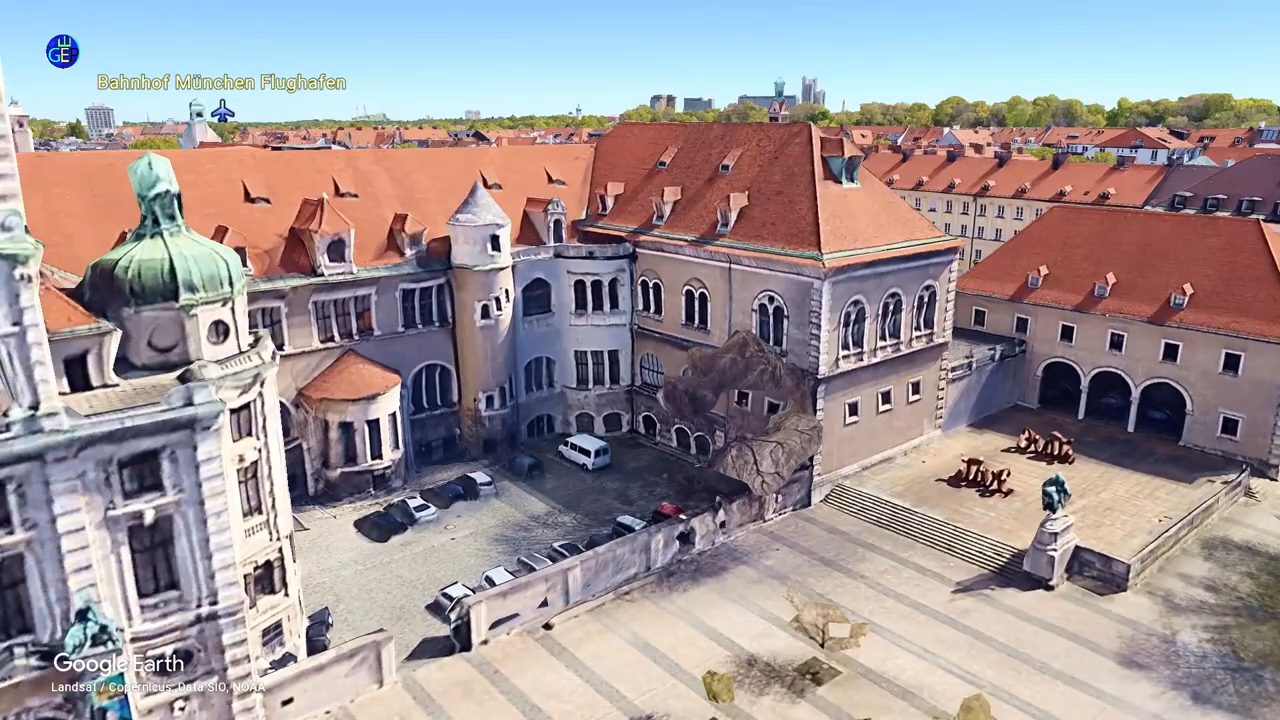 GEP
Bahnhof München Flughafen
Google Earth
Landsat / Copernicus, Data SIO, NOAA